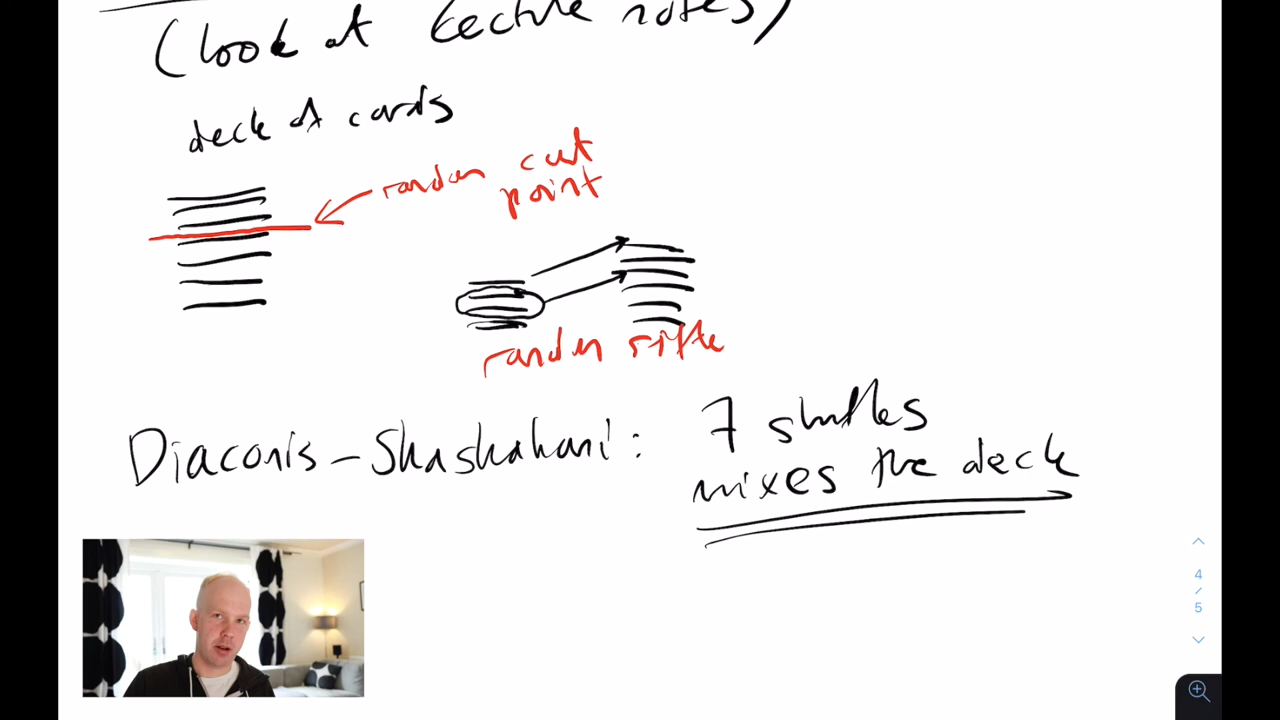 (look at lecture notes)
deck of cards
random cut
point
random riffle
Diaconis - Shashahani: 7 shuffles
mixes the deck
4
/
5